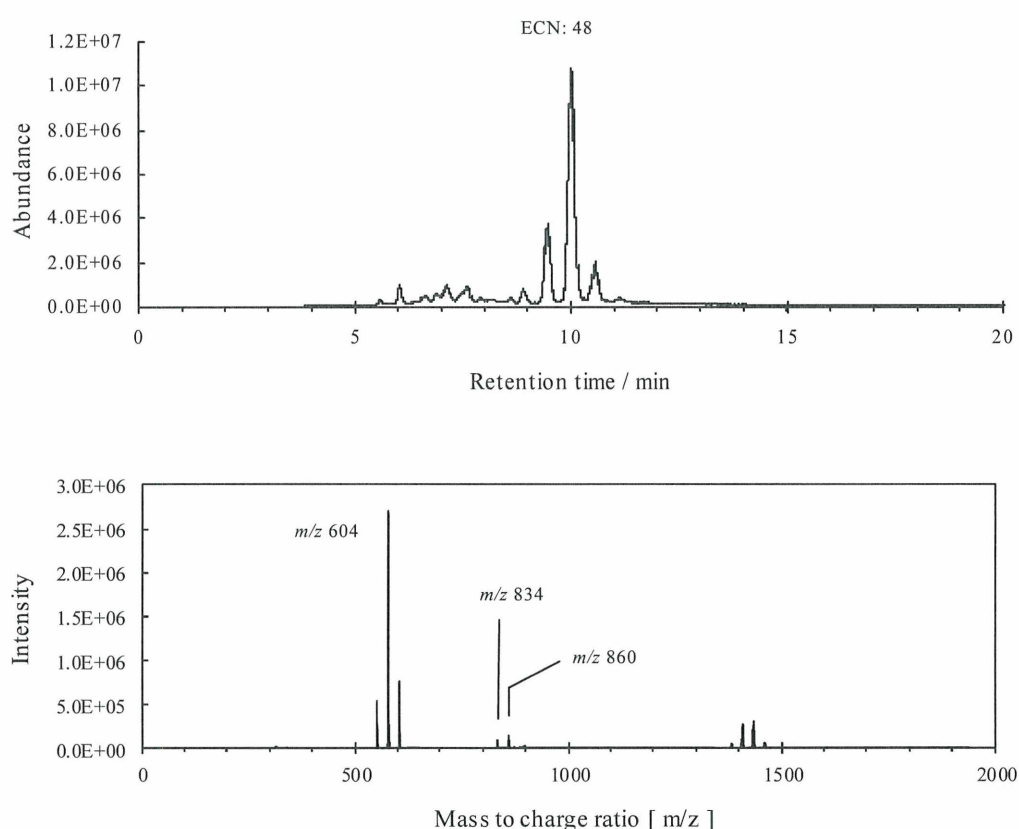 ECN: 48
1.2E+07
1.0E+07
8.0E+06
6.0E+06
4.0E+06
2.0E+06
0.0E+00
Abundance
0 5 10 15 20
Retention time / min
3.0E+06
2.5E+06
2.0E+06
1.5E+06
1.0E+06
5.0E+05
0.0E+00
Intensity
m/z 604
m/z 834
m/z 860
0 500 1000 1500 2000
Mass to charge ratio [ m/z ]